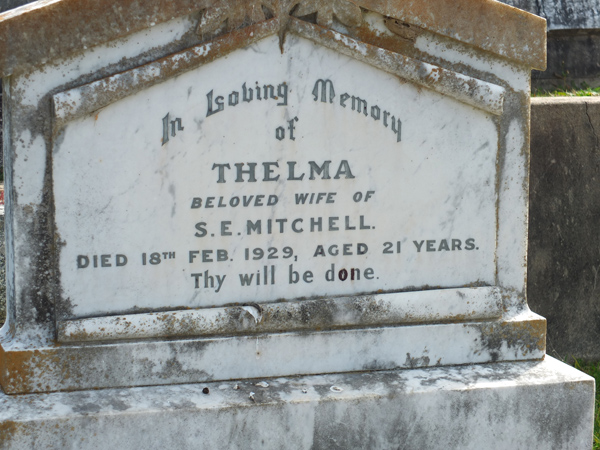 In Loving Memory
of
THELMA
BELOVED WIFE OF
S.E.MITCHELL.
DIED 18TH FEB. 1929, AGED 21 YEARS.
Thy will be done.